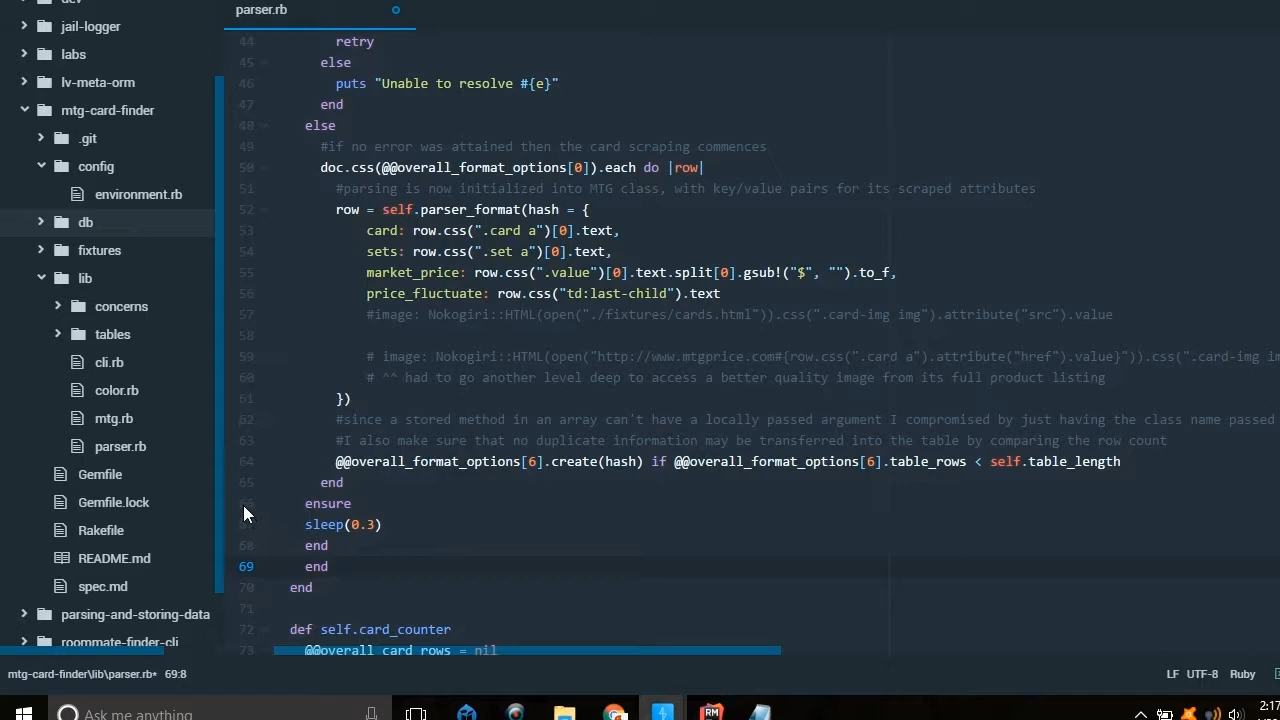 dev
jail-logger
labs
lv-meta-orm
mtg-card-finder
.git
config
environment.rb
db
fixtures
lib
concerns
tables
cli.rb
color.rb
mtg.rb
parser.rb
Gemfile
Gemfile.lock
Rakefile
README.md
spec.md
parsing-and-storing-data
roommate-finder-cli
parser.rb
44 retry
45 else
46 puts "Unable to resolve #{e}"
47 end
48 else
49 #if no error was attained then the card scraping commences
50 doc.css(@@overall_format_options[0]).each do |row|
51 #parsing is now initialized into MTG class, with key/value pairs for its scraped attributes
52 row = self.parser_format(hash = {
53 card: row.css(".card a")[0].text,
54 sets: row.css(".set a")[0].text,
55 market_price: row.css(".value")[0].text.split[0].gsub!("$", "").to_f,
56 price_fluctuate: row.css("td:last-child").text
57 #image: Nokogiri::HTML(open("./fixtures/cards.html")).css(".card-img img").attribute("src").value
58
59 # image: Nokogiri::HTML(open("http://www.mtgprice.com#{row.css(".card a").attribute("href").value}")).css(".card-img im
60 # ^^ had to go another level deep to access a better quality image from its full product listing
61 })
62 #since a stored method in an array can't have a locally passed argument I compromised by just having the class name passed
63 #I also make sure that no duplicate information may be transferred into the table by comparing the row count
64 @@overall_format_options[6].create(hash) if @@overall_format_options[6].table_rows < self.table_length
65 end
66 ensure
67 sleep(0.3)
68 end
69 end
70 end
71
72 def self.card_counter
73 @@overall_card_rows = nil
mtg-card-finder\lib\parser.rb* 69:8
LF UTF-8 Ruby
Ask me anything
RM
2:17